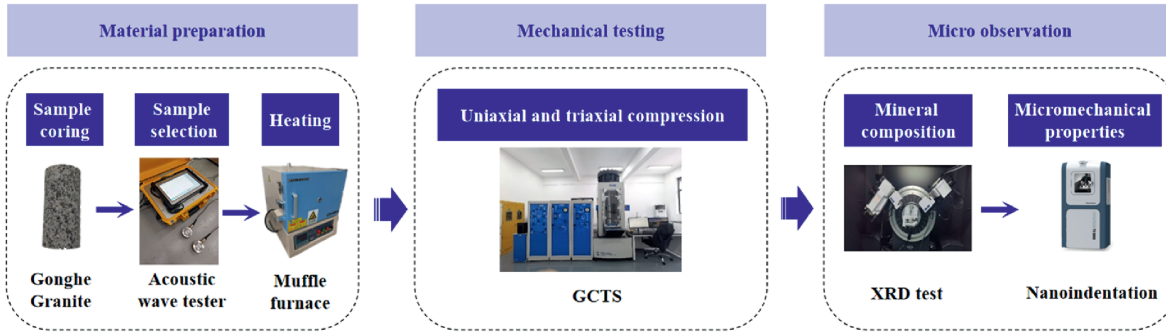 Material preparation
Mechanical testing
Micro observation
Sample
coring
Sample
selection
Heating
Gonghe
Granite
Acoustic
wave tester
Muffle
furnace
Uniaxial and triaxial compression
GCTS
Mineral
composition
Micromechanical
properties
XRD test
Nanoindentation